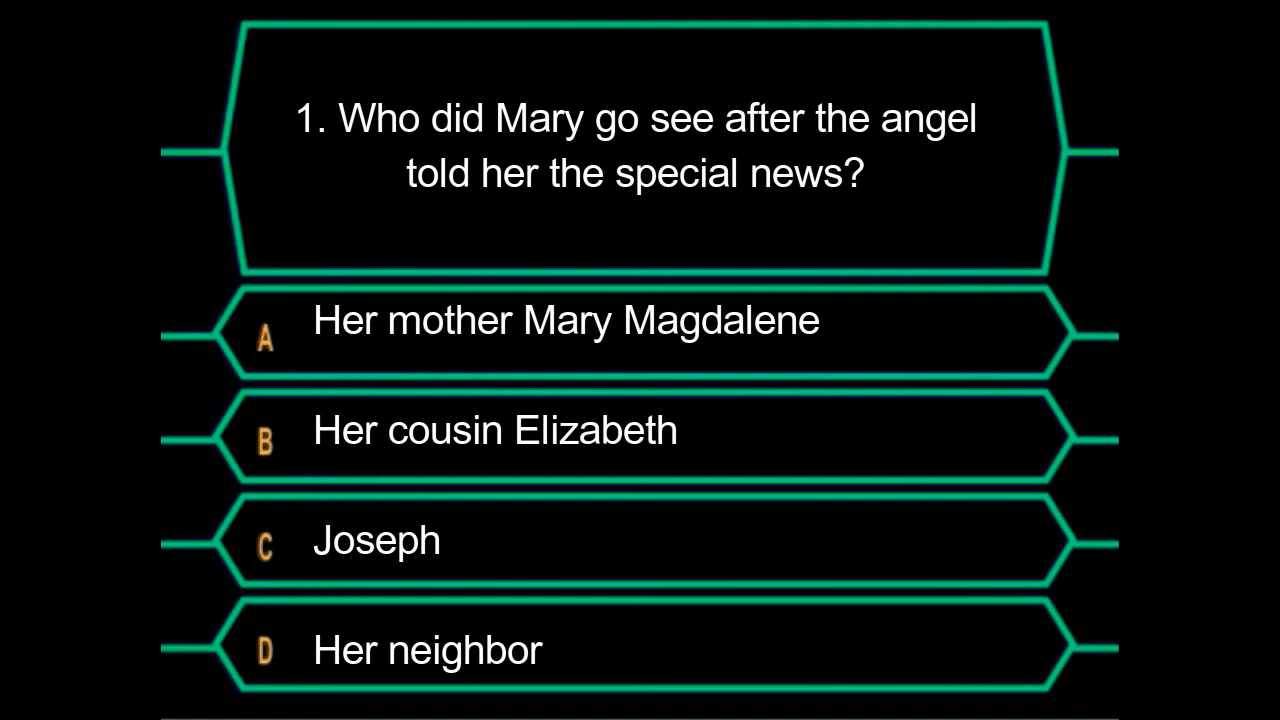 1. Who did Mary go see after the angel
told her the special news?
A Her mother Mary Magdalene
B Her cousin Elizabeth
C Joseph
D Her neighbor